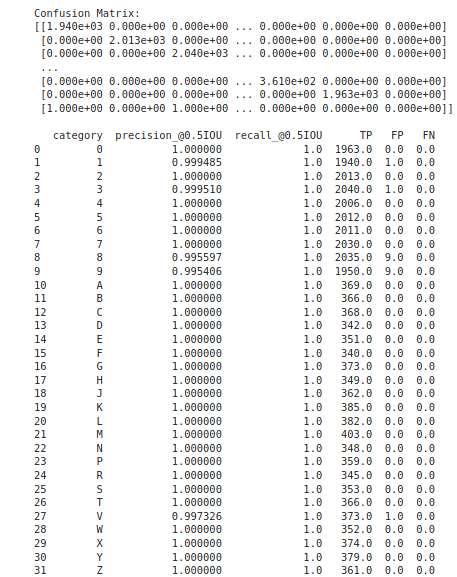 Confusion Matrix:
[[1.940e+03 0.000e+00 0.000e+00 ... 0.000e+00 0.000e+00 0.000e+00]
[0.000e+00 2.013e+03 0.000e+00 ... 0.000e+00 0.000e+00 0.000e+00]
[0.000e+00 0.000e+00 2.040e+03 ... 0.000e+00 0.000e+00 0.000e+00]
...
[0.000e+00 0.000e+00 0.000e+00 ... 3.610e+02 0.000e+00 0.000e+00]
[0.000e+00 0.000e+00 0.000e+00 ... 0.000e+00 1.963e+03 0.000e+00]
[1.000e+00 0.000e+00 1.000e+00 ... 0.000e+00 0.000e+00 0.000e+00]]
category precision_@0.5IOU recall_@0.5IOU TP FP FN
0 0 1.000000 1.0 1963.0 0.0 0.0
1 1 0.999485 1.0 1940.0 1.0 0.0
2 2 1.000000 1.0 2013.0 0.0 0.0
3 3 0.999510 1.0 2040.0 1.0 0.0
4 4 1.000000 1.0 2006.0 0.0 0.0
5 5 1.000000 1.0 2012.0 0.0 0.0
6 6 1.000000 1.0 2011.0 0.0 0.0
7 7 1.000000 1.0 2030.0 0.0 0.0
8 8 0.995597 1.0 2035.0 9.0 0.0
9 9 0.995406 1.0 1950.0 9.0 0.0
10 A 1.000000 1.0 369.0 0.0 0.0
11 B 1.000000 1.0 366.0 0.0 0.0
12 C 1.000000 1.0 368.0 0.0 0.0
13 D 1.000000 1.0 342.0 0.0 0.0
14 E 1.000000 1.0 351.0 0.0 0.0
15 F 1.000000 1.0 340.0 0.0 0.0
16 G 1.000000 1.0 373.0 0.0 0.0
17 H 1.000000 1.0 349.0 0.0 0.0
18 J 1.000000 1.0 362.0 0.0 0.0
19 K 1.000000 1.0 385.0 0.0 0.0
20 L 1.000000 1.0 382.0 0.0 0.0
21 M 1.000000 1.0 403.0 0.0 0.0
22 N 1.000000 1.0 348.0 0.0 0.0
23 P 1.000000 1.0 359.0 0.0 0.0
24 R 1.000000 1.0 345.0 0.0 0.0
25 S 1.000000 1.0 353.0 0.0 0.0
26 T 1.000000 1.0 366.0 0.0 0.0
27 V 0.997326 1.0 373.0 1.0 0.0
28 W 1.000000 1.0 352.0 0.0 0.0
29 X 1.000000 1.0 374.0 0.0 0.0
30 Y 1.000000 1.0 379.0 0.0 0.0
31 Z 1.000000 1.0 361.0 0.0 0.0